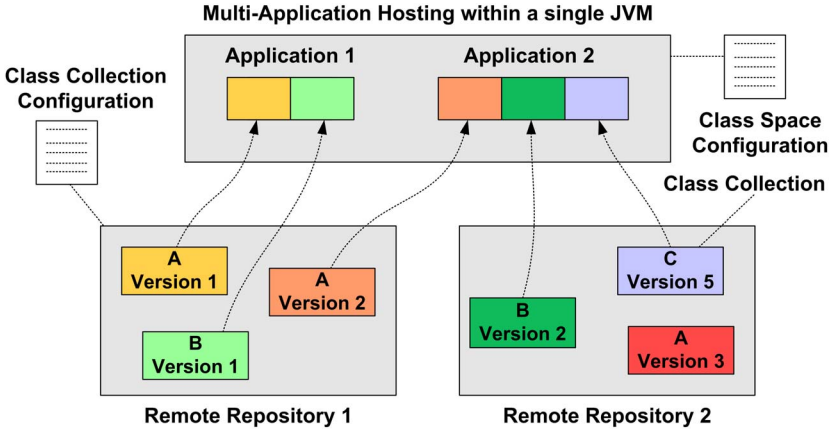 Multi-Application Hosting within a single JVM
Application 1
Application 2
Class Collection
Configuration
Class Space
Configuration
Class Collection
A
Version 1
A
Version 2
B
Version 1
C
Version 5
B
Version 2
A
Version 3
Remote Repository 1
Remote Repository 2